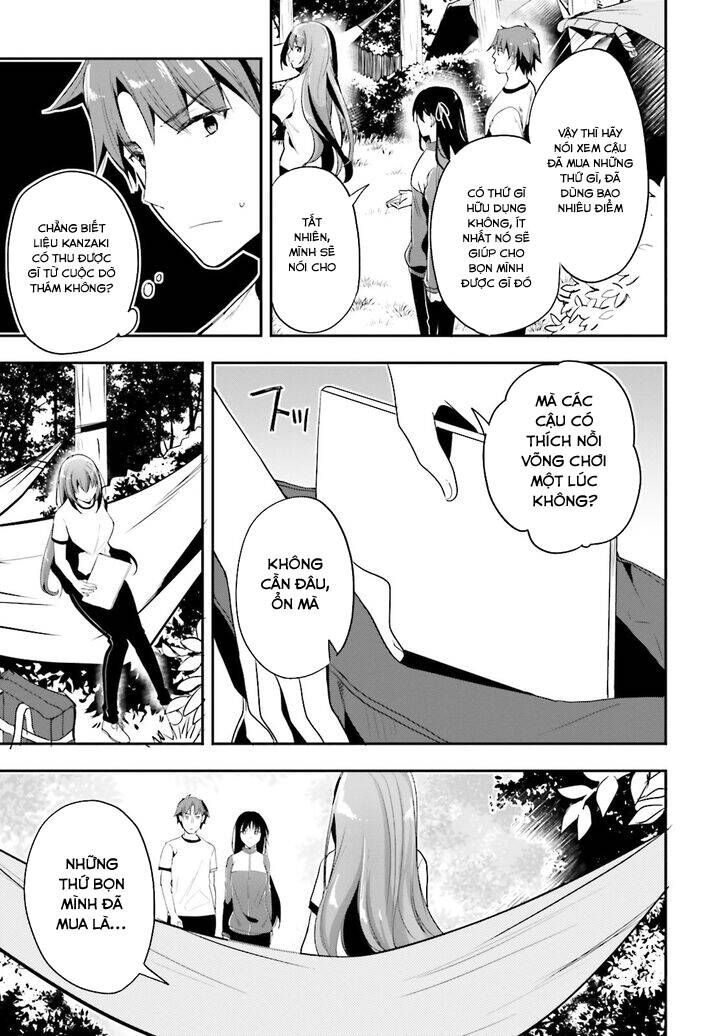 VẬY THÌ HÃY
NÓI XEM CẬU
ĐÃ MUA NHỮNG
THỨ GÌ, ĐÃ
DÙNG BAO
NHIÊU ĐIỂM
CÓ THỨ GÌ
HỮU DỤNG
KHÔNG, ÍT
NHẤT NÓ SẼ
GIÚP CHO
BỌN MÌNH
ĐƯỢC GÌ ĐÓ
TẤT
NHIÊN,
MÌNH SẼ
NÓI CHO
CHẲNG BIẾT
LIỆU KANZAKI
CÓ THU ĐƯỢC
GÌ TỪ CUỘC DÒ
THÁM KHÔNG?
MÀ CÁC
CẬU CÓ
THÍCH NỒI
VÕNG CHƠI
MỘT LÚC
KHÔNG?
スッ
KHÔNG
CẦN ĐÂU,
ỔN MÀ
NHỮNG
THỨ BỌN
MÌNH ĐÃ
MUA LÀ...